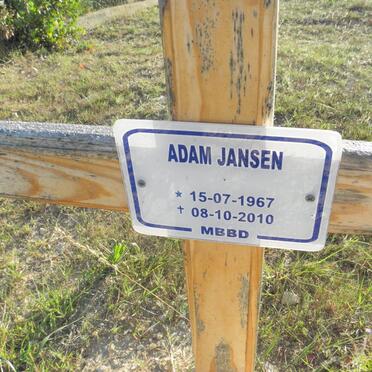 ADAM JANSEN
* 15-07-1967
† 08-10-2010
MBBD